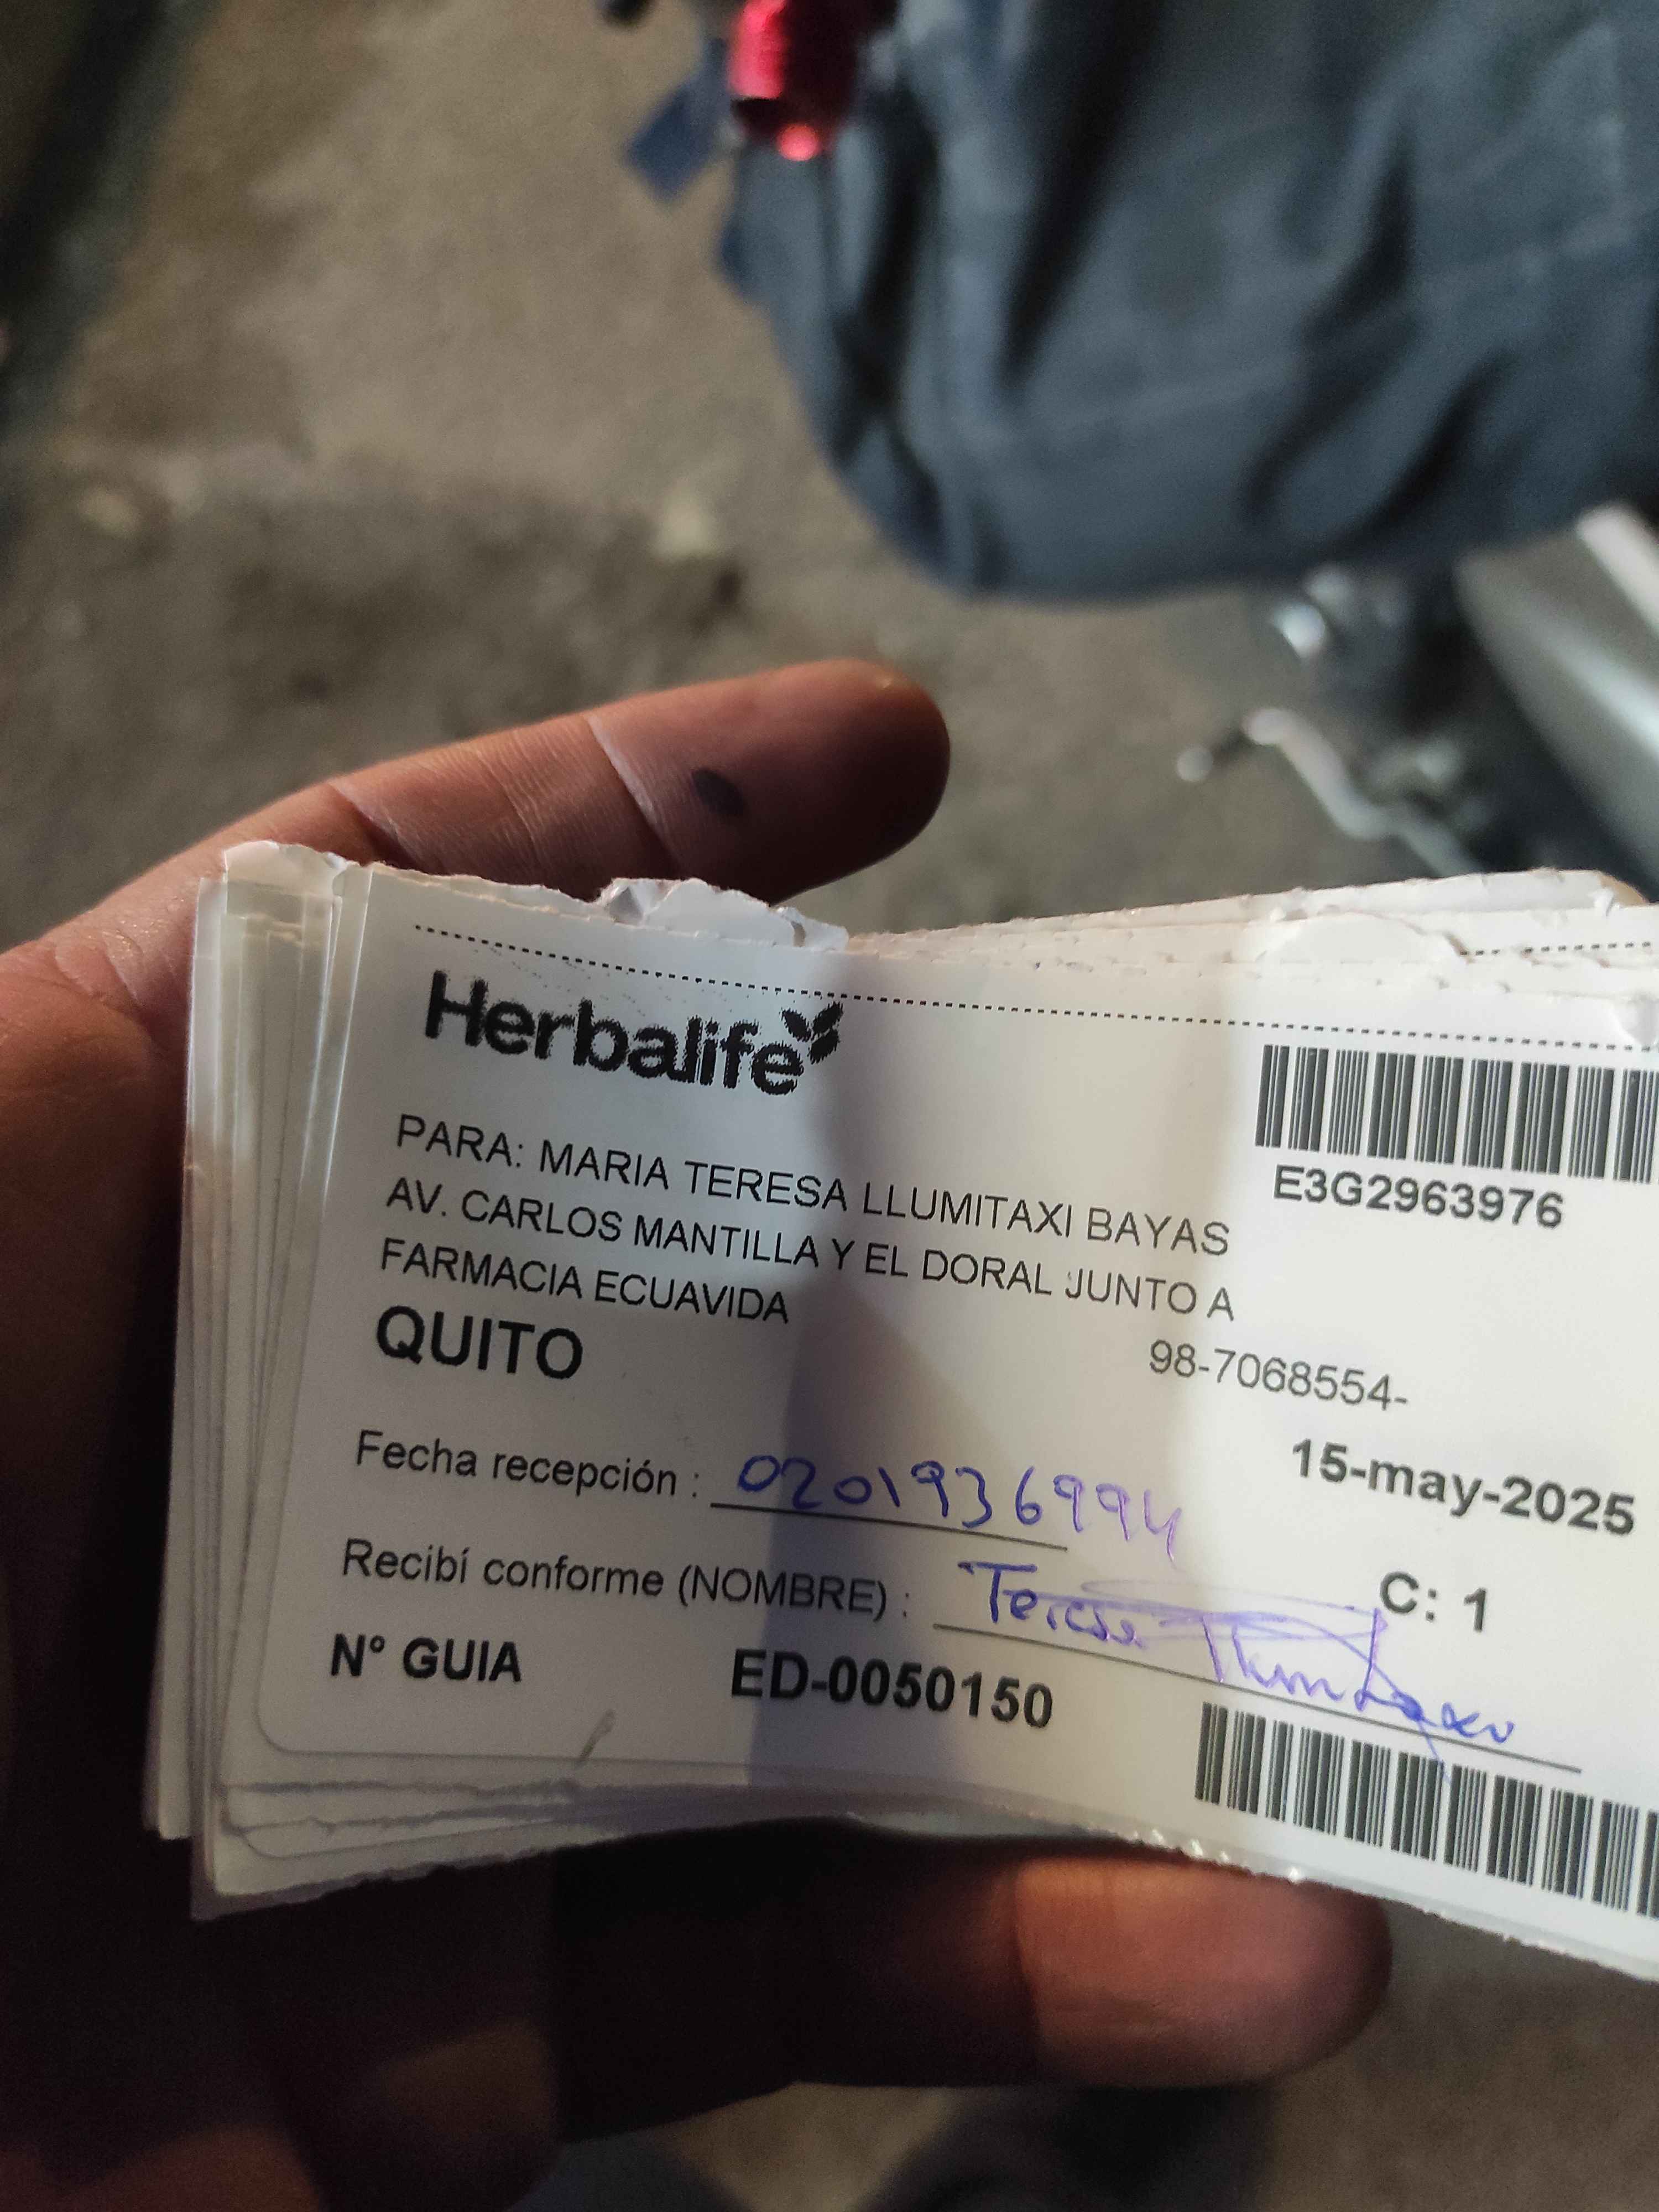 Herbalife
E3G2963976
PARA: MARIA TERESA LLUMITAXI BAYAS
AV. CARLOS MANTILLA Y EL DORAL JUNTO A
FARMACIA ECUAVIDA
QUITO
98-7068554-
15-may-2025
Fecha recepción : 0201936994
C: 1
Recibí conforme (NOMBRE) : Teresa
N° GUIA ED-0050150